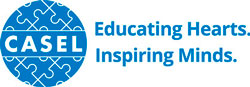 CASEL
Educating Hearts.
Inspiring Minds.